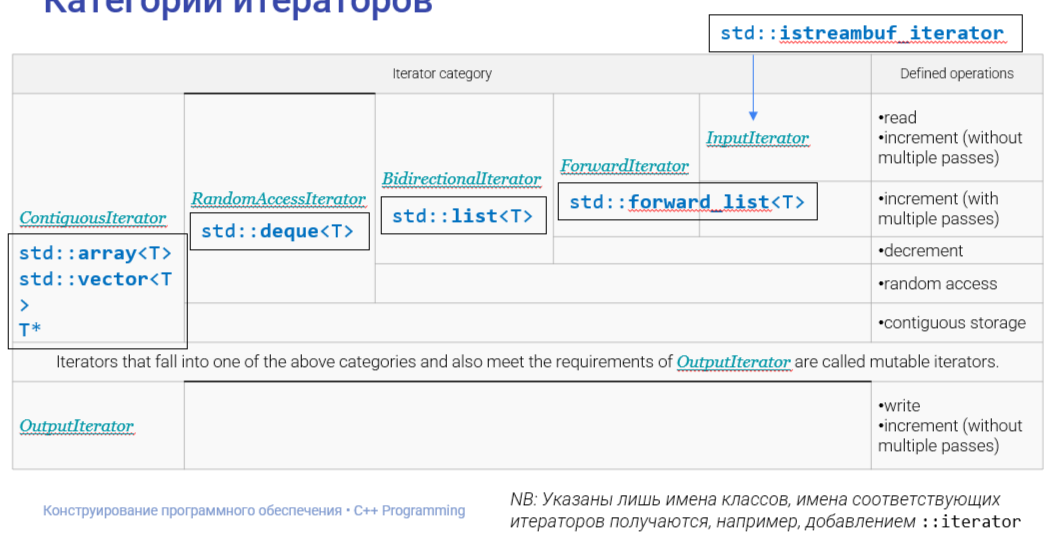 Категории итераторов
std::istreambuf_iterator
Iterator category
Defined operations
InputIterator
•read
•increment (without
multiple passes)
ForwardIterator
std::forward_list<T>
•increment (with
multiple passes)
BidirectionalIterator
std::list<T>
•decrement
RandomAccessIterator
std::deque<T>
•random access
ContiguousIterator
std::array<T>
std::vector<T
>
T*
•contiguous storage
Iterators that fall into one of the above categories and also meet the requirements of OutputIterator are called mutable iterators.
OutputIterator
•write
•increment (without
multiple passes)
Конструирование программного обеспечения • C++ Programming
NB: Указаны лишь имена классов, имена соответствующих
итераторов получаются, например, добавлением ::iterator